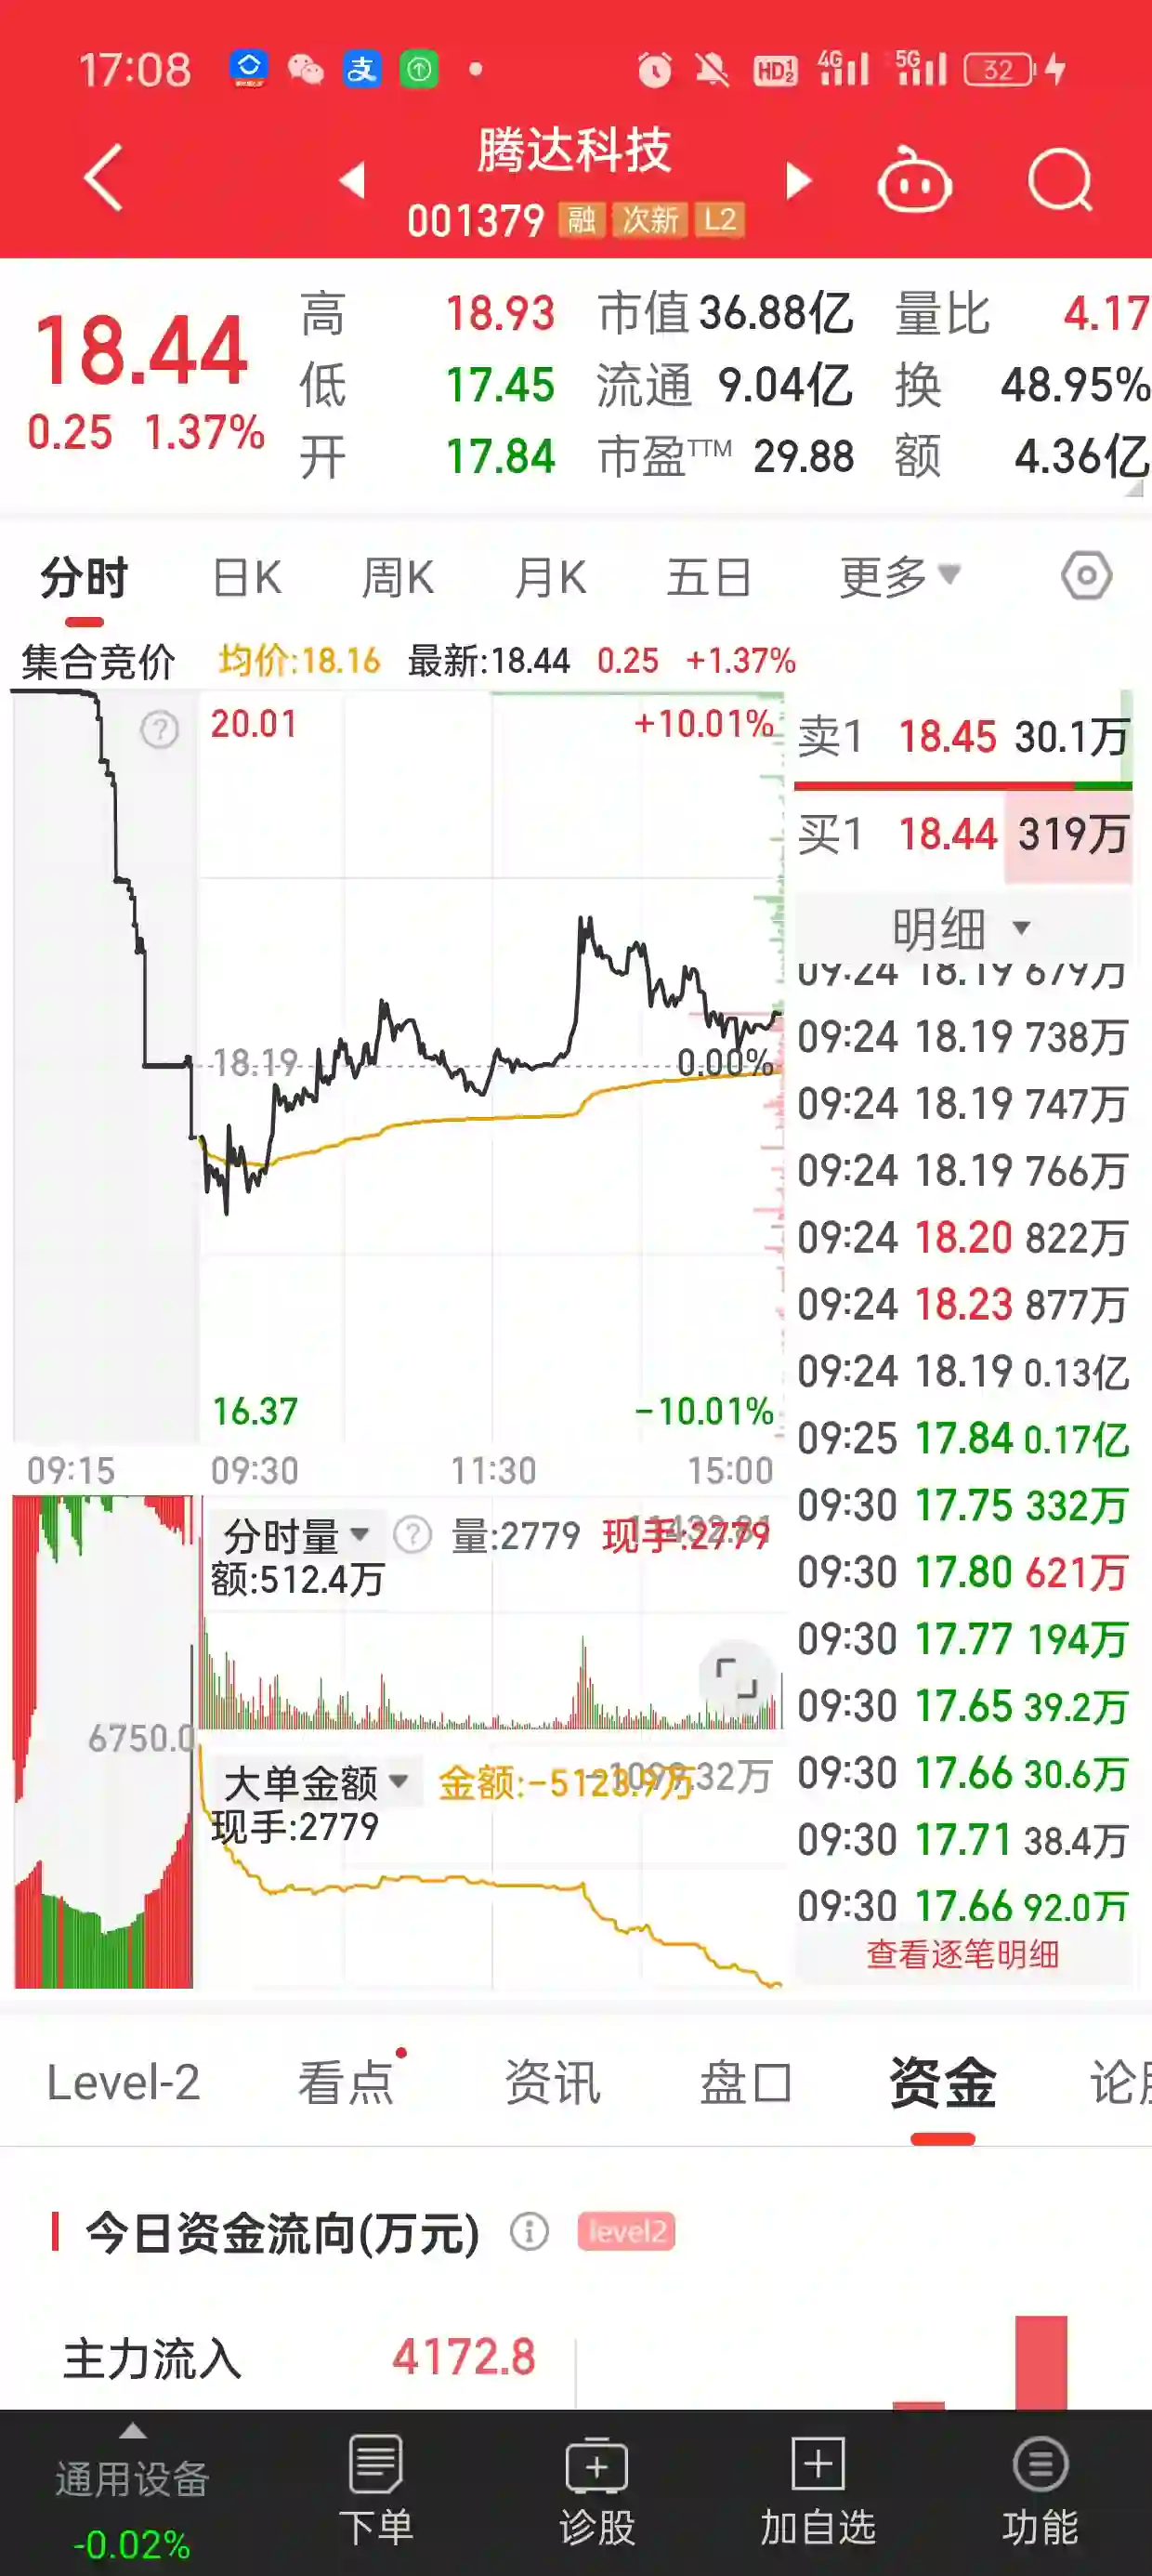 17:08 支 HD 1 2 4G 5G 32
腾达科技
001379 融 次新 L2
18.44 高 18.93 市值 36.88亿 量比 4.17
0.25 1.37% 低 17.45 流通 9.04亿 换 48.95%
开 17.84 市盈TTM 29.88 额 4.36亿
分时 日K 周K 月K 五日 更多
集合竞价 均价:18.16 最新:18.44 0.25 +1.37%
20.01 +10.01%
18.19 0.00%
16.37 -10.01%
09:15 09:30 11:30 15:00
卖1 18.45 30.1万
买1 18.44 319万
明细
09:24 18.19 679万
09:24 18.19 738万
09:24 18.19 747万
09:24 18.19 766万
09:24 18.20 822万
09:24 18.23 877万
09:24 18.19 0.13亿
09:25 17.84 0.17亿
09:30 17.75 332万
09:30 17.80 621万
09:30 17.77 194万
09:30 17.65 39.2万
09:30 17.66 30.6万
09:30 17.71 38.4万
09:30 17.66 92.0万
查看逐笔明细
分时量 ? 量:2779 现手:2779
额:512.4万
6750.0
大单金额 金额:-5123.9万
现手:2779
Level-2 看点 资讯 盘口 资金 论
今日资金流向(万元) level2
主力流入 4172.8
通用设备
-0.02%
下单 诊股 加自选 功能